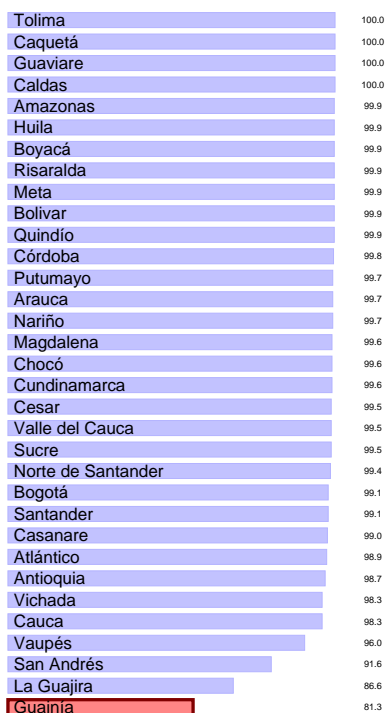 Tolima 100.0
Caquetá 100.0
Guaviare 100.0
Caldas 100.0
Amazonas 99.9
Huila 99.9
Boyacá 99.9
Risaralda 99.9
Meta 99.9
Bolivar 99.9
Quindío 99.9
Córdoba 99.8
Putumayo 99.7
Arauca 99.7
Nariño 99.7
Magdalena 99.6
Chocó 99.6
Cundinamarca 99.6
Cesar 99.5
Valle del Cauca 99.5
Sucre 99.5
Norte de Santander 99.4
Bogotá 99.1
Santander 99.1
Casanare 99.0
Atlántico 98.9
Antioquia 98.7
Vichada 98.3
Cauca 98.3
Vaupés 96.0
San Andrés 91.6
La Guajira 86.6
Guainía 81.3